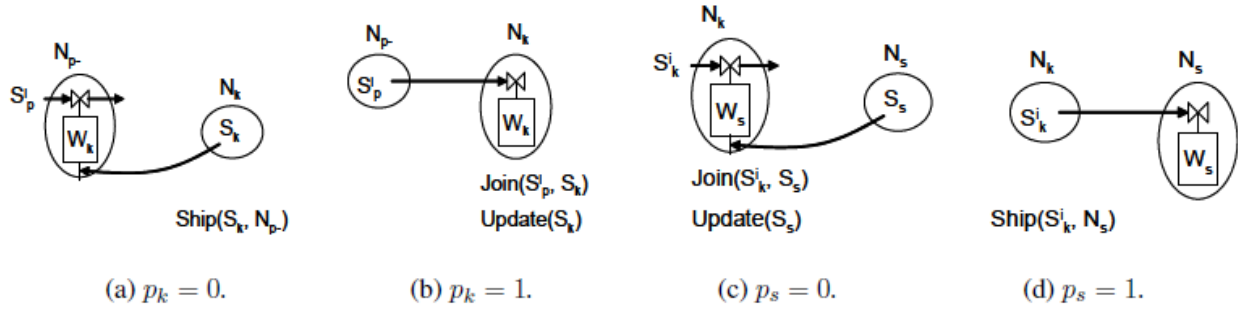 N_p- S^i_p W_k N_k S_k
Ship(S_k, N_p-)
(a) p_k = 0.
N_p- S^i_p N_k W_k
Join(S^i_p, S_k)
Update(S_k)
(b) p_k = 1.
N_k S^i_k W_s N_s S_s
Join(S^i_k, S_s)
Update(S_s)
(c) p_s = 0.
N_k S^i_k N_s W_s
Ship(S^i_k, N_s)
(d) p_s = 1.